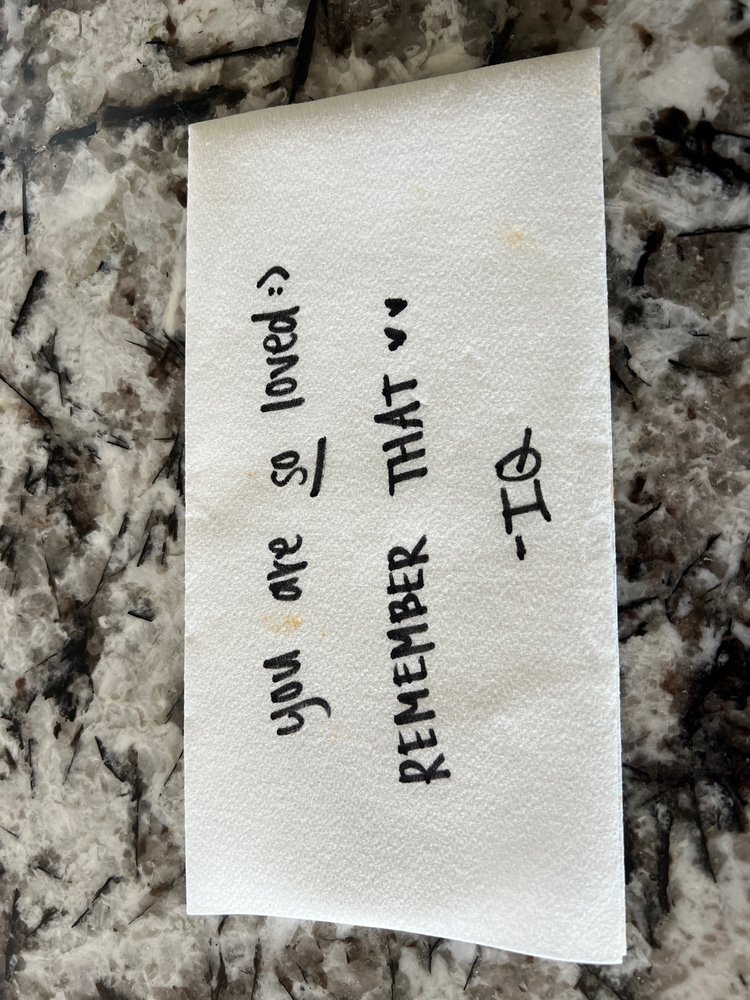 you are so loved :)
REMEMBER THAT ♥♥
-IQ